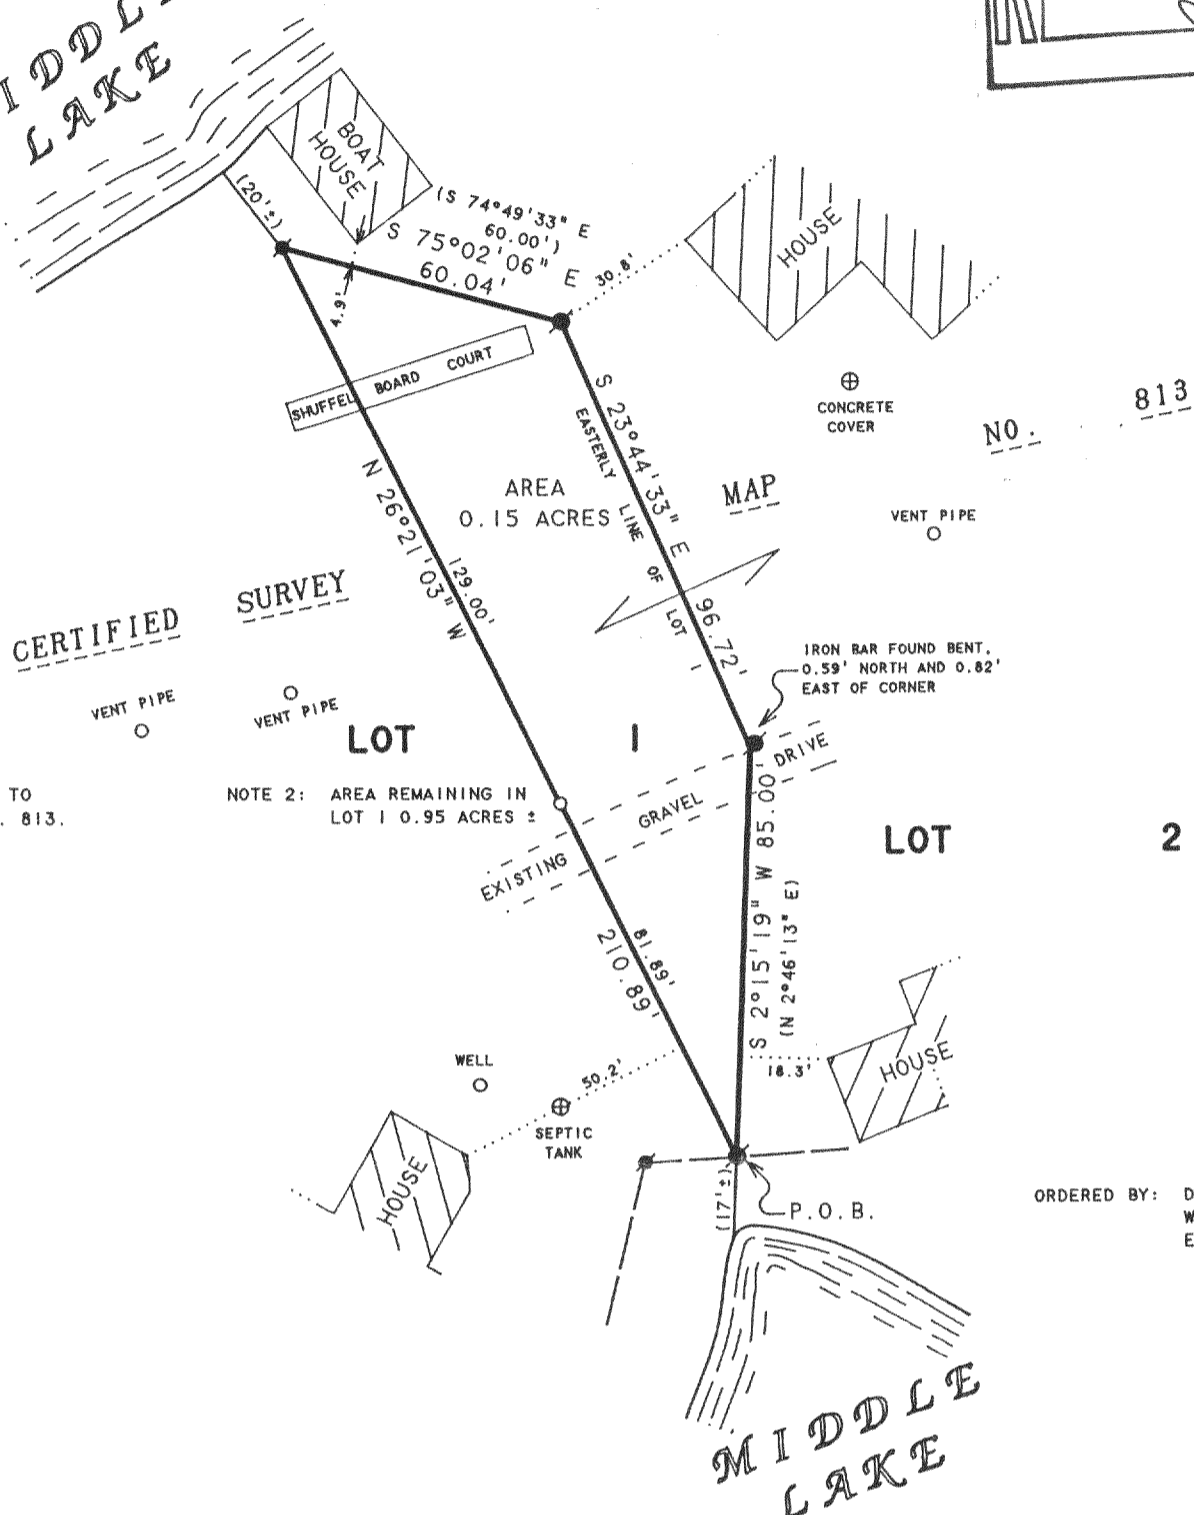 MIDDLE
LAKE
BOAT
HOUSE
(20'±)
(S 74°49'33" E
60.00')
S 75°02'06" E
60.04'
4.9'
30.8'
HOUSE
SHUFFEL BOARD COURT
CONCRETE
COVER
S 23°44'33" E 96.72'
EASTERLY LINE OF LOT 1
AREA
0.15 ACRES
CERTIFIED SURVEY MAP NO. 813
VENT PIPE
N 26°21'03" W
129.00'
VENT PIPE
VENT PIPE
IRON BAR FOUND BENT.
0.59' NORTH AND 0.82'
EAST OF CORNER
LOT 1
TO
. 813.
NOTE 2: AREA REMAINING IN
LOT 1 0.95 ACRES ±
EXISTING GRAVEL DRIVE
LOT 2
S 2°15'19" W 85.00'
(N 2°46'13" E)
81.89'
210.89'
WELL
50.2'
SEPTIC
TANK
18.3'
HOUSE
HOUSE
(17'±)
P.O.B.
ORDERED BY: D
W
E
MIDDLE
LAKE